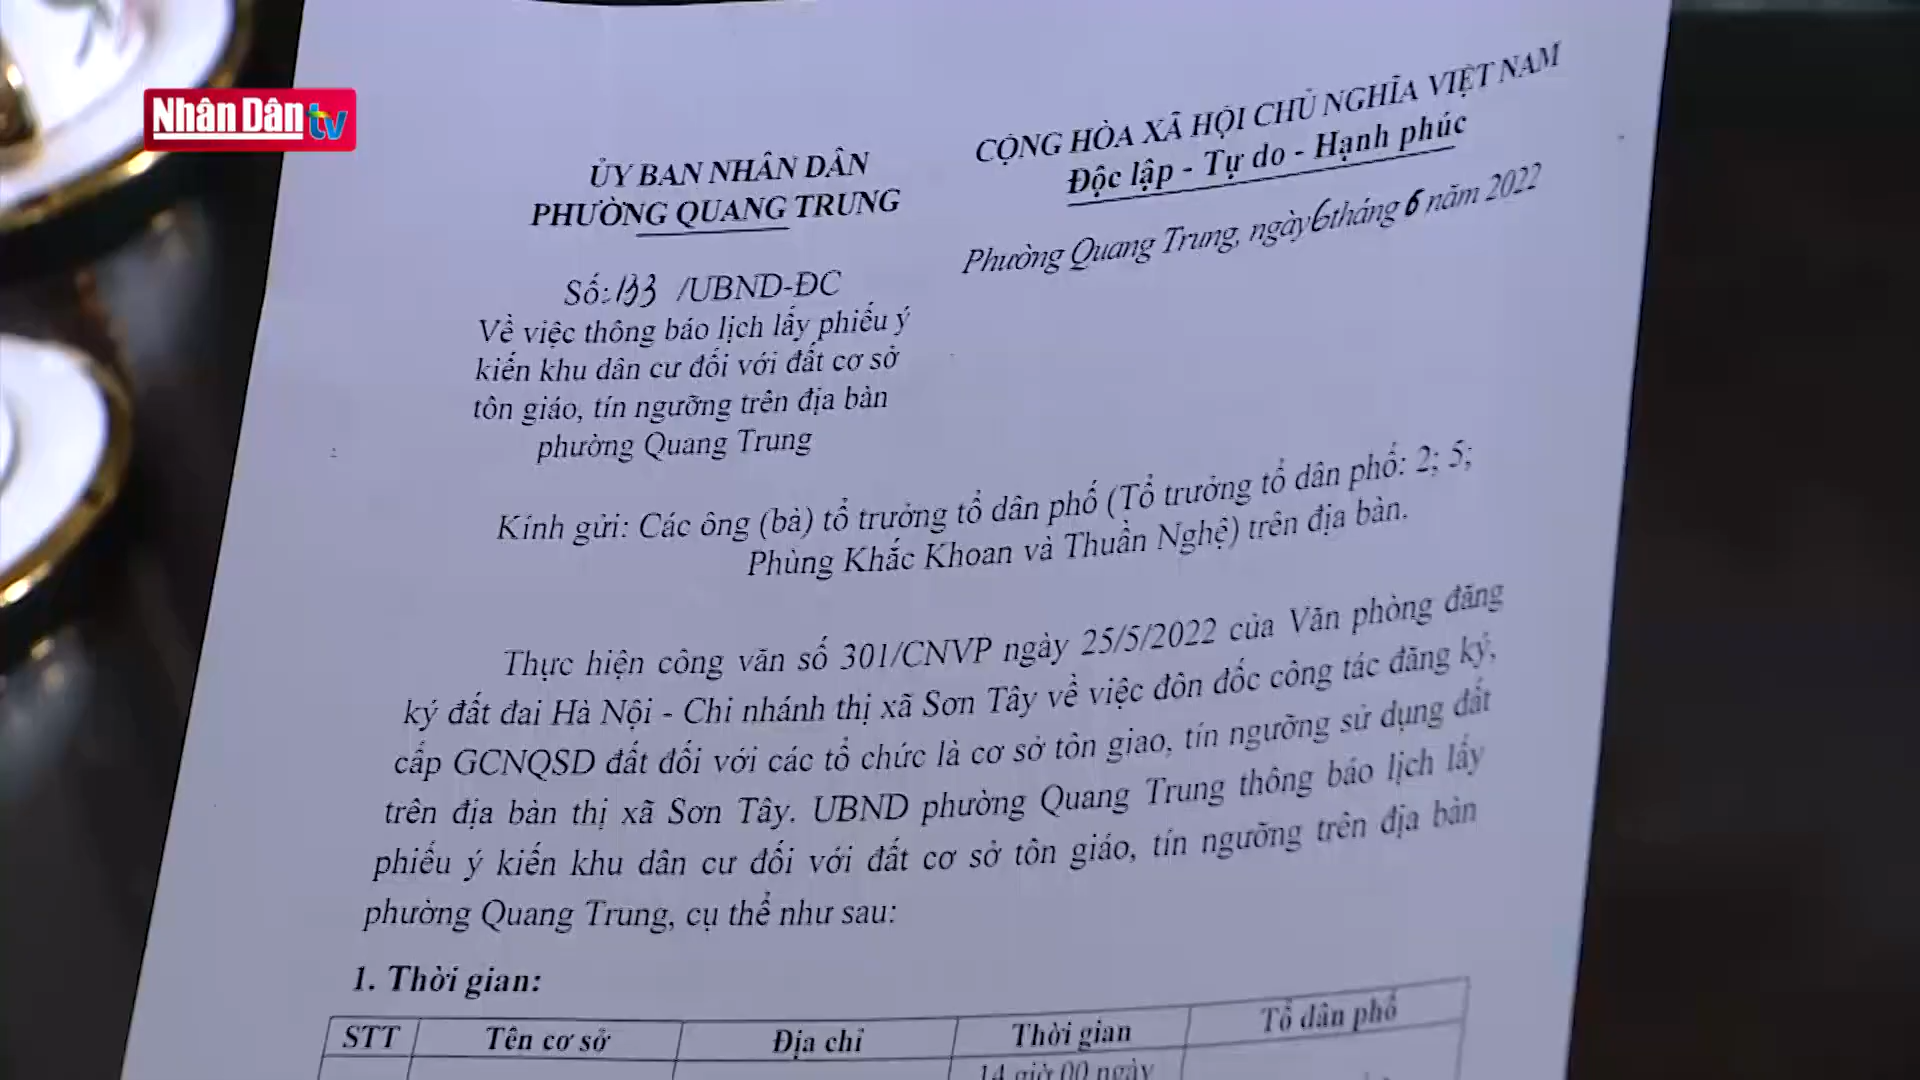 Nhân Dân tv
ỦY BAN NHÂN DÂN
PHƯỜNG QUANG TRUNG
CỘNG HÒA XÃ HỘI CHỦ NGHĨA VIỆT NAM
Độc lập - Tự do - Hạnh phúc
Phường Quang Trung, ngày 6 tháng 6 năm 2022
Số: 133 /UBND-ĐC
Về việc thông báo lịch lấy phiếu ý
kiến khu dân cư đối với đất cơ sở
tôn giáo, tín ngưỡng trên địa bàn
phường Quang Trung
Kính gửi: Các ông (bà) tổ trưởng tổ dân phố (Tổ trưởng tổ dân phố: 2; 5;
Phùng Khắc Khoan và Thuần Nghệ) trên địa bàn.
Thực hiện công văn số 301/CNVP ngày 25/5/2022 của Văn phòng đăng
ký đất đai Hà Nội - Chi nhánh thị xã Sơn Tây về việc đôn đốc công tác đăng ký,
cấp GCNQSD đất đối với các tổ chức là cơ sở tôn giao, tín ngưỡng sử dụng đất
trên địa bàn thị xã Sơn Tây. UBND phường Quang Trung thông báo lịch lấy
phiếu ý kiến khu dân cư đối với đất cơ sở tôn giáo, tín ngưỡng trên địa bàn
phường Quang Trung, cụ thể như sau:
1. Thời gian:
STT Tên cơ sở Địa chỉ Thời gian Tổ dân phố
14 giờ 00 ngày